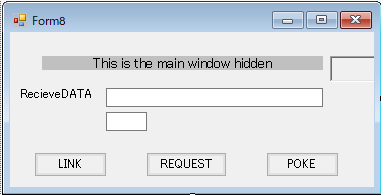 Form8
This is the main window hidden
RecieveDATA
LINK REQUEST POKE